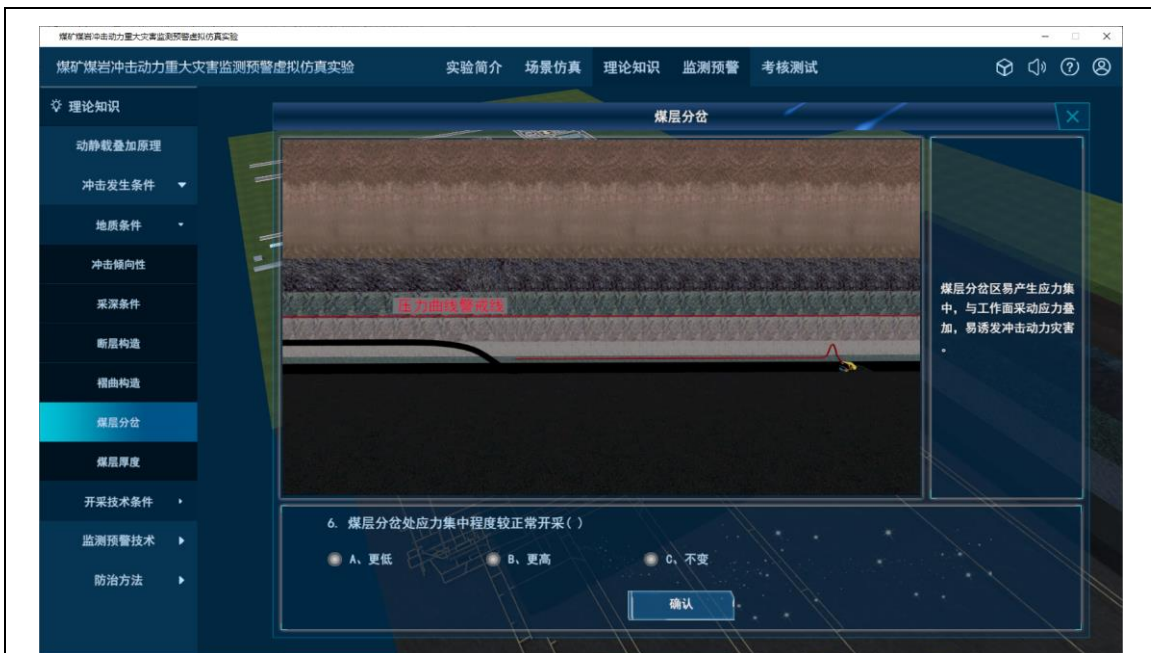 煤矿煤岩冲击动力重大灾害监测预警虚拟仿真实验
煤矿煤岩冲击动力重大灾害监测预警虚拟仿真实验
实验简介 场景仿真 理论知识 监测预警 考核测试
理论知识
动静载叠加原理
冲击发生条件
地质条件
冲击倾向性
采深条件
断层构造
褶曲构造
煤层分岔
煤层厚度
开采技术条件
监测预警技术
防治方法
煤层分岔
压力曲线警戒线
煤层分岔区易产生应力集
中，与工作面采动应力叠
加，易诱发冲击动力灾害
。
6. 煤层分岔处应力集中程度较正常开采( )
A、更低 B、更高 C、不变
确认